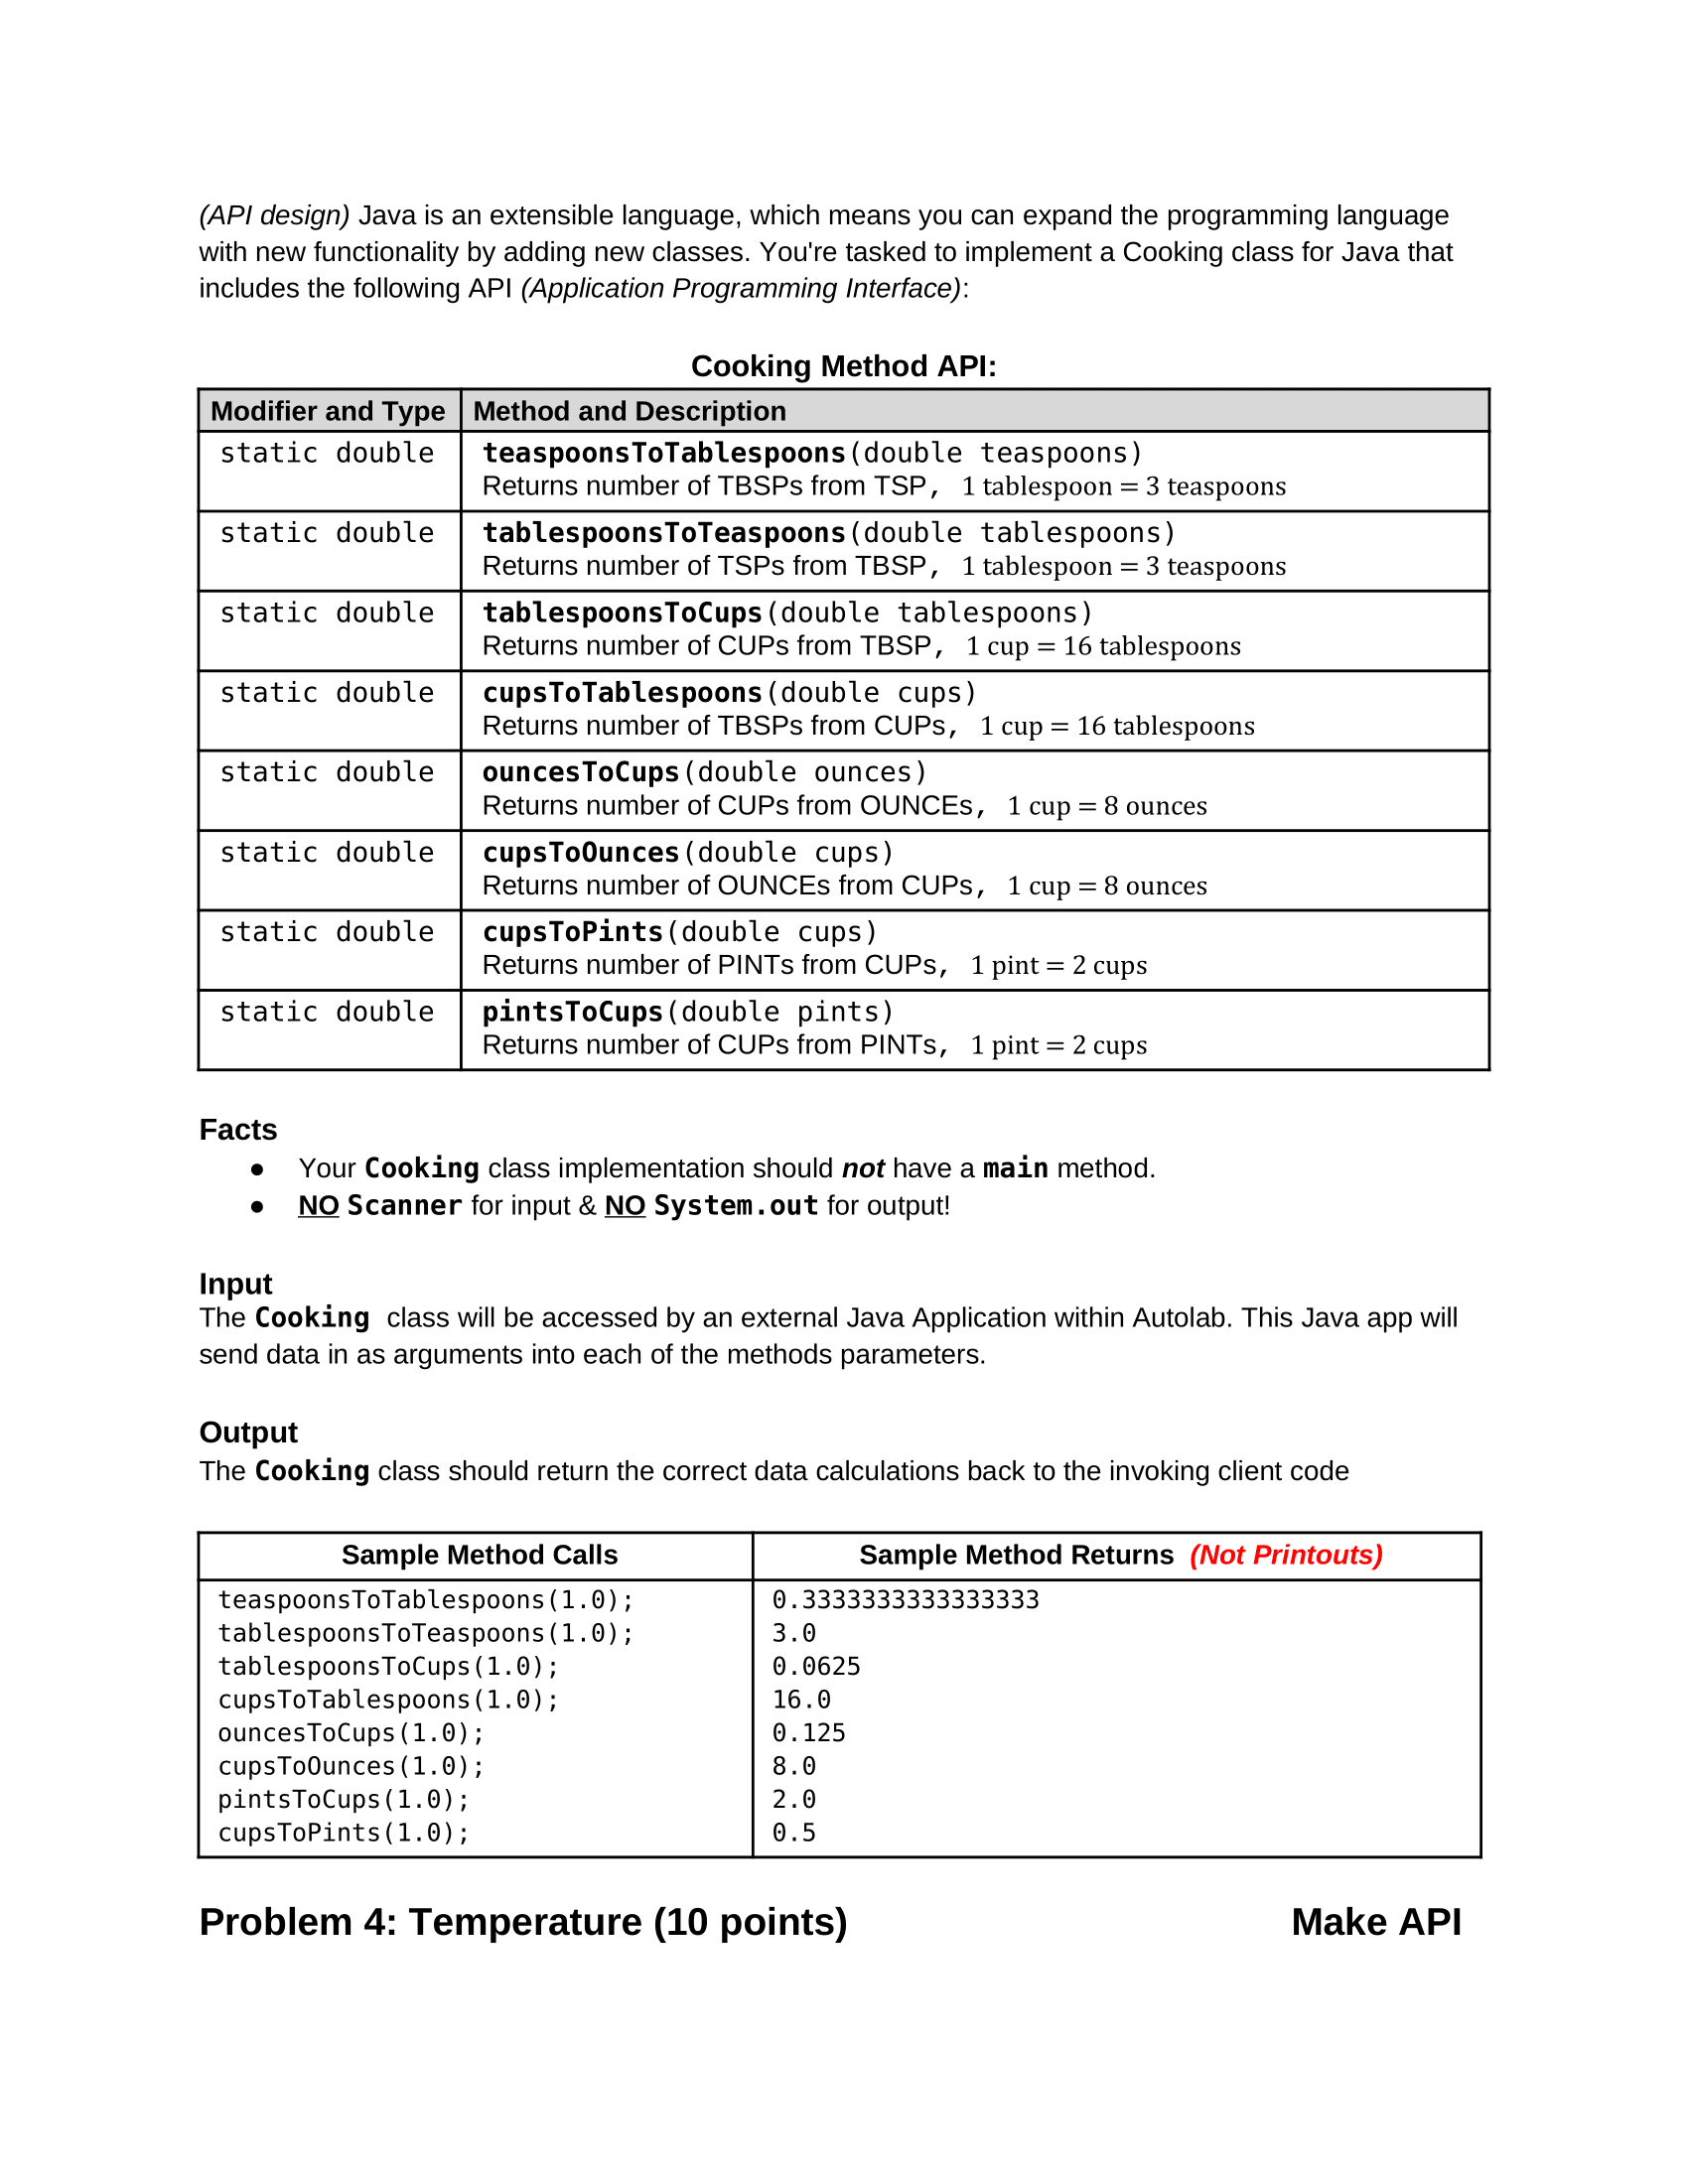 (API design) Java is an extensible language, which means you can expand the programming language
with new functionality by adding new classes. You're tasked to implement a Cooking class for Java that
includes the following API (Application Programming Interface):
Cooking Method API:
Modifier and Type Method and Description
static double teaspoonsToTablespoons(double teaspoons)
Returns number of TBSPs from TSP, 1 tablespoon = 3 teaspoons
static double tablespoonsToTeaspoons(double tablespoons)
Returns number of TSPs from TBSP, 1 tablespoon = 3 teaspoons
static double tablespoonsToCups(double tablespoons)
Returns number of CUPs from TBSP, 1 cup = 16 tablespoons
static double cupsToTablespoons(double cups)
Returns number of TBSPs from CUPs, 1 cup = 16 tablespoons
static double ouncesToCups(double ounces)
Returns number of CUPs from OUNCEs, 1 cup = 8 ounces
static double cupsToOunces(double cups)
Returns number of OUNCEs from CUPs, 1 cup = 8 ounces
static double cupsToPints(double cups)
Returns number of PINTs from CUPs, 1 pint = 2 cups
static double pintsToCups(double pints)
Returns number of CUPs from PINTs, 1 pint = 2 cups
Facts
● Your Cooking class implementation should not have a main method.
● NO Scanner for input & NO System.out for output!
Input
The Cooking class will be accessed by an external Java Application within Autolab. This Java app will
send data in as arguments into each of the methods parameters.
Output
The Cooking class should return the correct data calculations back to the invoking client code
Sample Method Calls Sample Method Returns (Not Printouts)
teaspoonsToTablespoons(1.0); 0.3333333333333333
tablespoonsToTeaspoons(1.0); 3.0
tablespoonsToCups(1.0); 0.0625
cupsToTablespoons(1.0); 16.0
ouncesToCups(1.0); 0.125
cupsToOunces(1.0); 8.0
pintsToCups(1.0); 2.0
cupsToPints(1.0); 0.5
Problem 4: Temperature (10 points) Make API